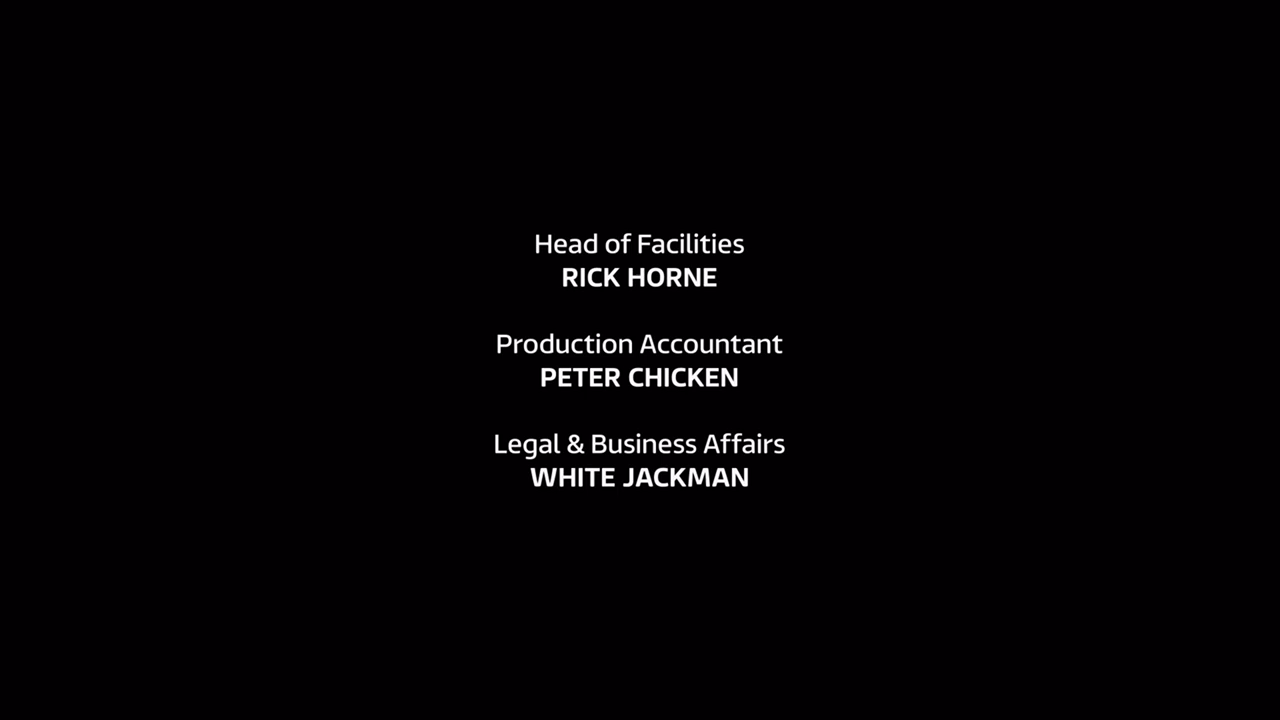 Head of Facilities
RICK HORNE
Production Accountant
PETER CHICKEN
Legal & Business Affairs
WHITE JACKMAN